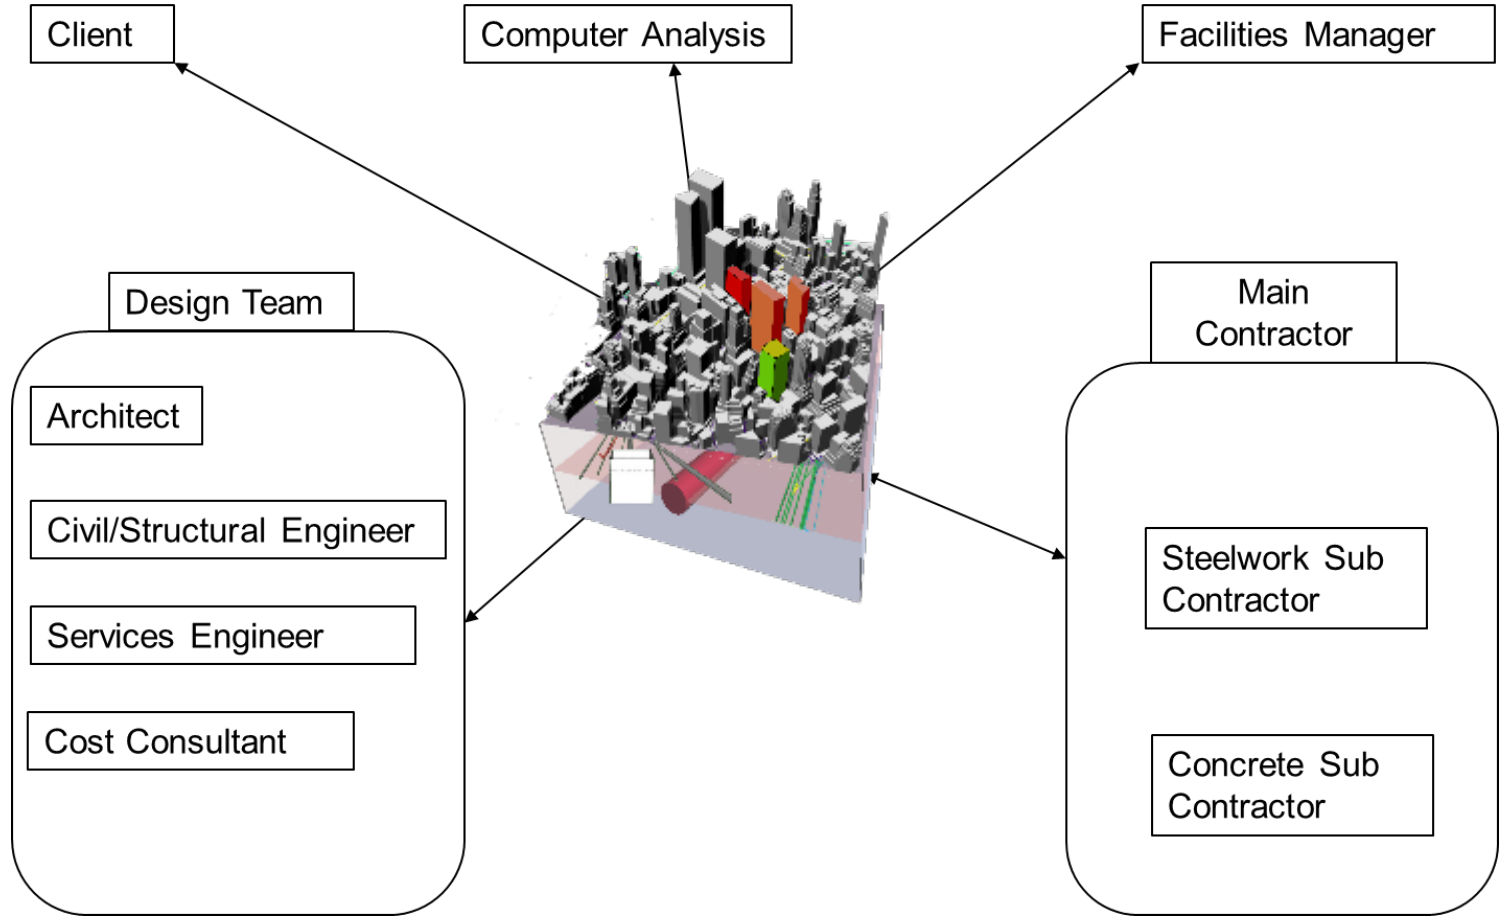 Client
Computer Analysis
Facilities Manager
Design Team
Architect
Civil/Structural Engineer
Services Engineer
Cost Consultant
Main
Contractor
Steelwork Sub
Contractor
Concrete Sub
Contractor